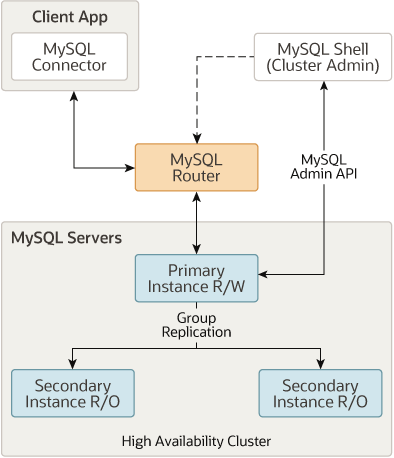 Client App
MySQL
Connector
MySQL Shell
(Cluster Admin)
MySQL
Router
MySQL
Admin API
MySQL Servers
Primary
Instance R/W
Group
Replication
Secondary
Instance R/O
Secondary
Instance R/O
High Availability Cluster